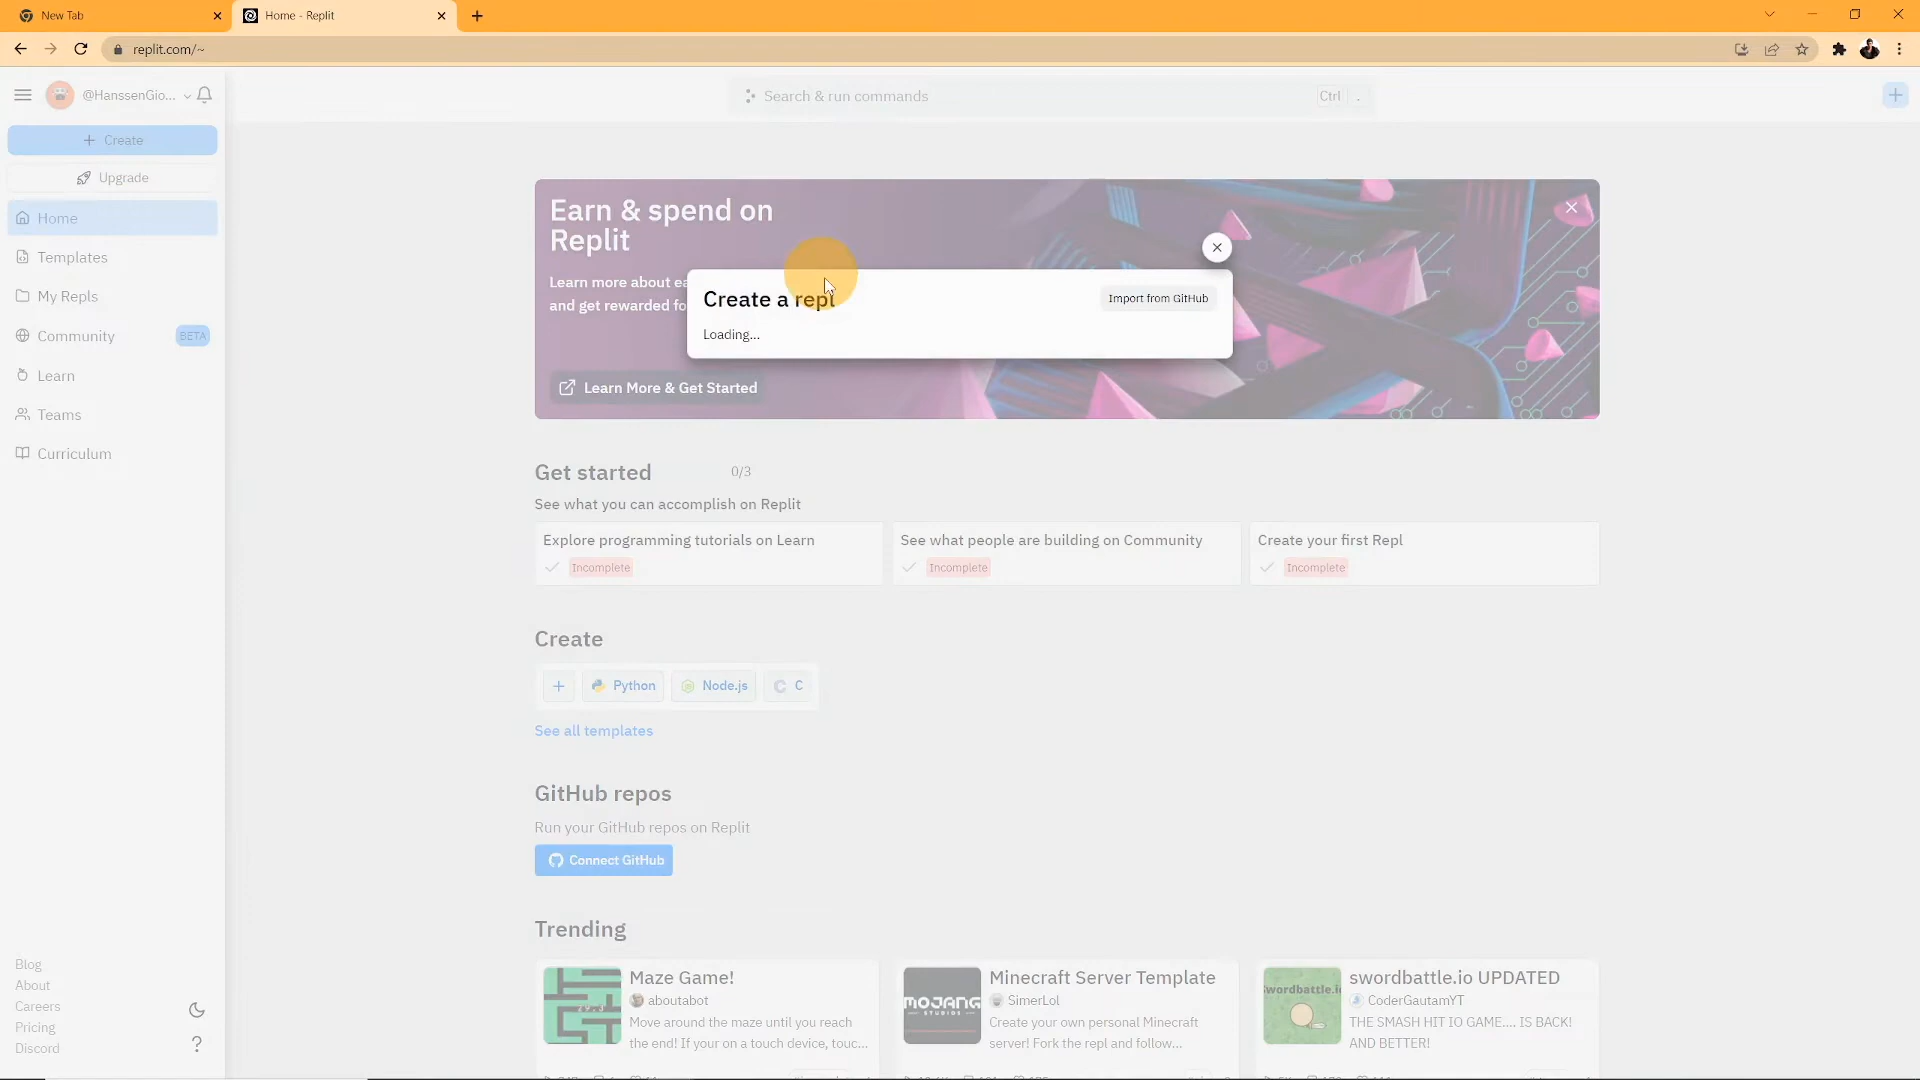 New Tab
Home - Replit
replit.com/~
@HanssenGio...
Search & run commands
Ctrl .
Create
Upgrade
Home
Templates
My Repls
Community BETA
Learn
Teams
Curriculum
Earn & spend on
Replit
Learn more about ea
and get rewarded fo
Learn More & Get Started
Create a repl
Import from GitHub
Loading...
Get started 0/3
See what you can accomplish on Replit
Explore programming tutorials on Learn
Incomplete
See what people are building on Community
Incomplete
Create your first Repl
Incomplete
Create
Python
Node.js
C
See all templates
GitHub repos
Run your GitHub repos on Replit
Connect GitHub
Trending
Maze Game!
aboutabot
Move around the maze until you reach
the end! If your on a touch device, touc...
MOJANG
STUDIOS
Minecraft Server Template
SimerLol
Create your own personal Minecraft
server! Fork the repl and follow...
swordbattle.io UPDATED
CoderGautamYT
THE SMASH HIT IO GAME.... IS BACK!
AND BETTER!
Blog
About
Careers
Pricing
Discord